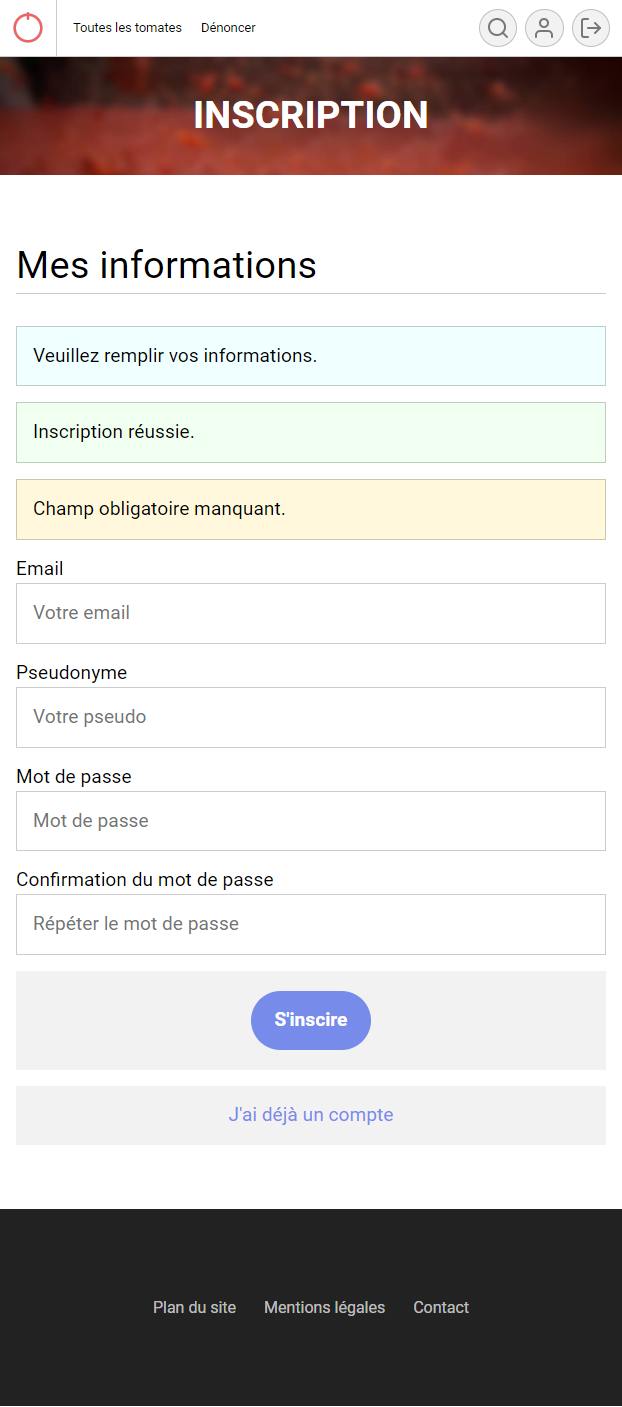 Toutes les tomates Dénoncer
INSCRIPTION
Mes informations
Veuillez remplir vos informations.
Inscription réussie.
Champ obligatoire manquant.
Email
Votre email
Pseudonyme
Votre pseudo
Mot de passe
Mot de passe
Confirmation du mot de passe
Répéter le mot de passe
S'inscire
J'ai déjà un compte
Plan du site Mentions légales Contact